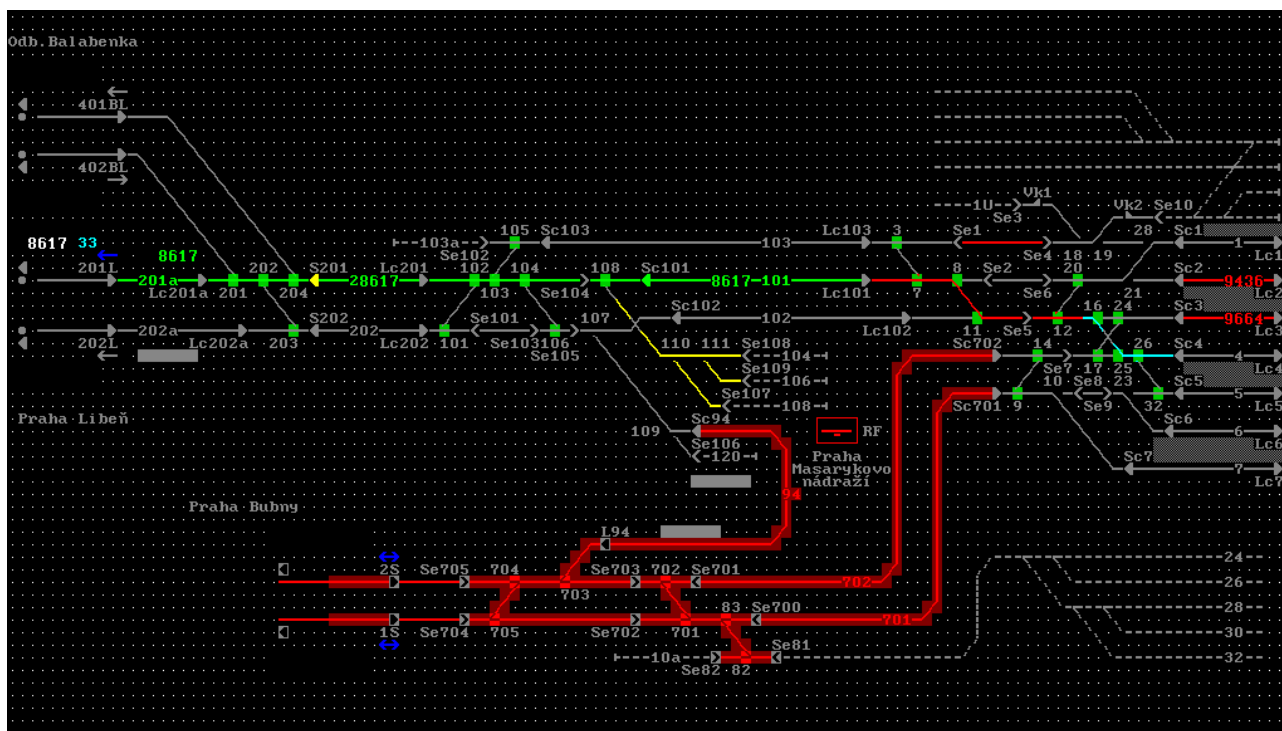 Odb.Balabenka
401BL
402BL
1U
Vk1
Se3
Vk2 Se10
8617 33
8617
103a
Se102
105 Sc103
103
Lc103 3
Se1
Se4 18 19
28 Sc1
1
Lc1
201L
201a
Lc201a
201
202
204
S201
28617
Lc201
102
103
104
Se104
108
Sc101
8617-101
Lc101
7
8 Se2
Se6
20
21
Sc2
9436
Lc2
202L
202a
Lc202a
203
S202
202
Lc202
101
Se101
Se103
106
Se105
107
Sc102
102
Lc102
11
Se5
12
16 24
Sc3
9664
Lc3
110 111
Se108
104
Se109
106
Se107
108
Sc702
14
Se7
17 25
26 Sc4
4
Lc4
Sc701
9
10 Se8
Se9
23
32
Sc5
5
Lc5
Praha Libeň
109
Sc94
Se106
120
RF
Praha
Masarykovo
nádraží
Sc6
6
Lc6
Sc7
7
Lc7
94
Praha Bubny
L94
2S
Se705
704
703
Se703
702
Se701
702
24
26
28
30
32
1S
Se704
705
Se702
701
83 Se700
701
10a
Se82 82
Se81